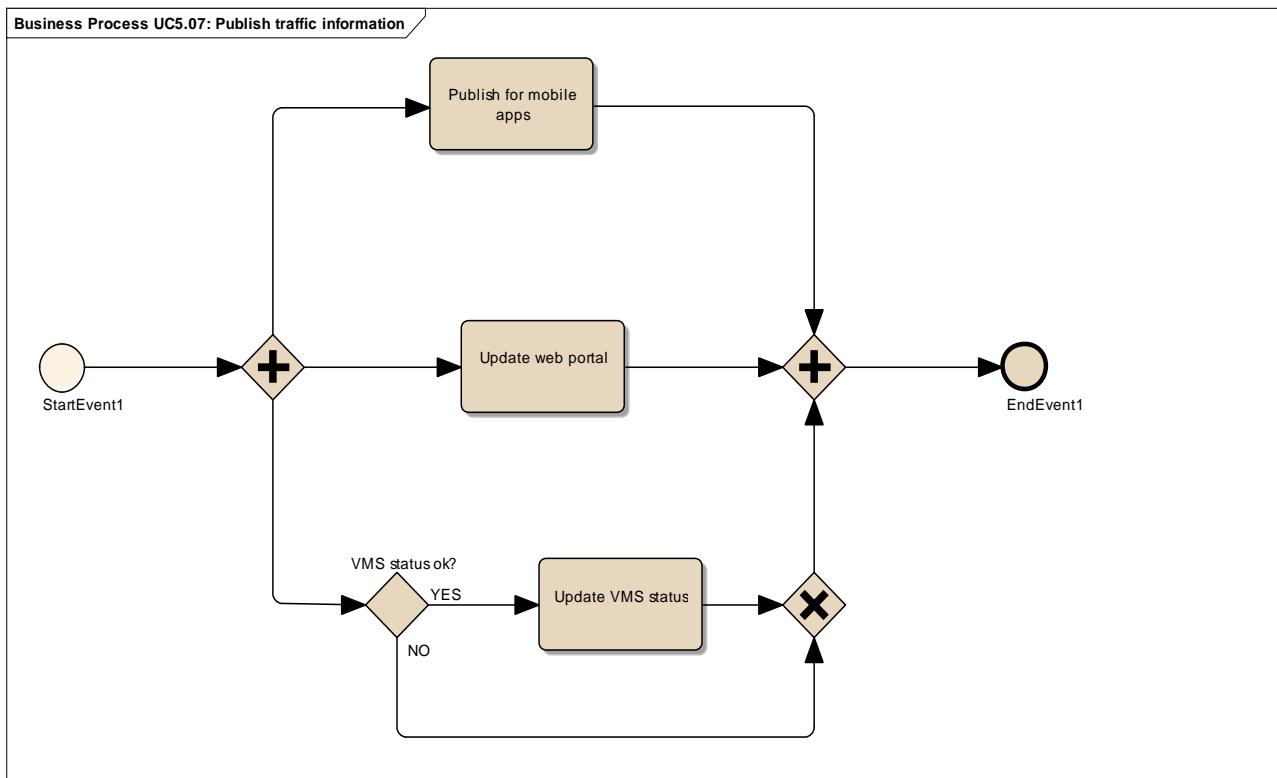 Business Process UC5.07: Publish traffic information
Publish for mobile
apps
Update web portal
StartEvent1
EndEvent1
VMS status ok?
YES
Update VMS status
NO